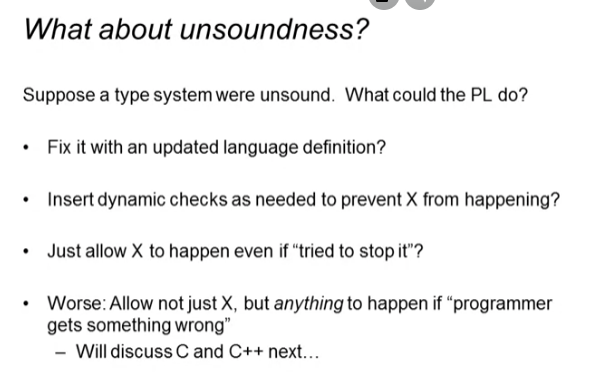 What about unsoundness?
Suppose a type system were unsound. What could the PL do?
• Fix it with an updated language definition?
• Insert dynamic checks as needed to prevent X from happening?
• Just allow X to happen even if “tried to stop it”?
• Worse: Allow not just X, but anything to happen if “programmer
gets something wrong”
– Will discuss C and C++ next…